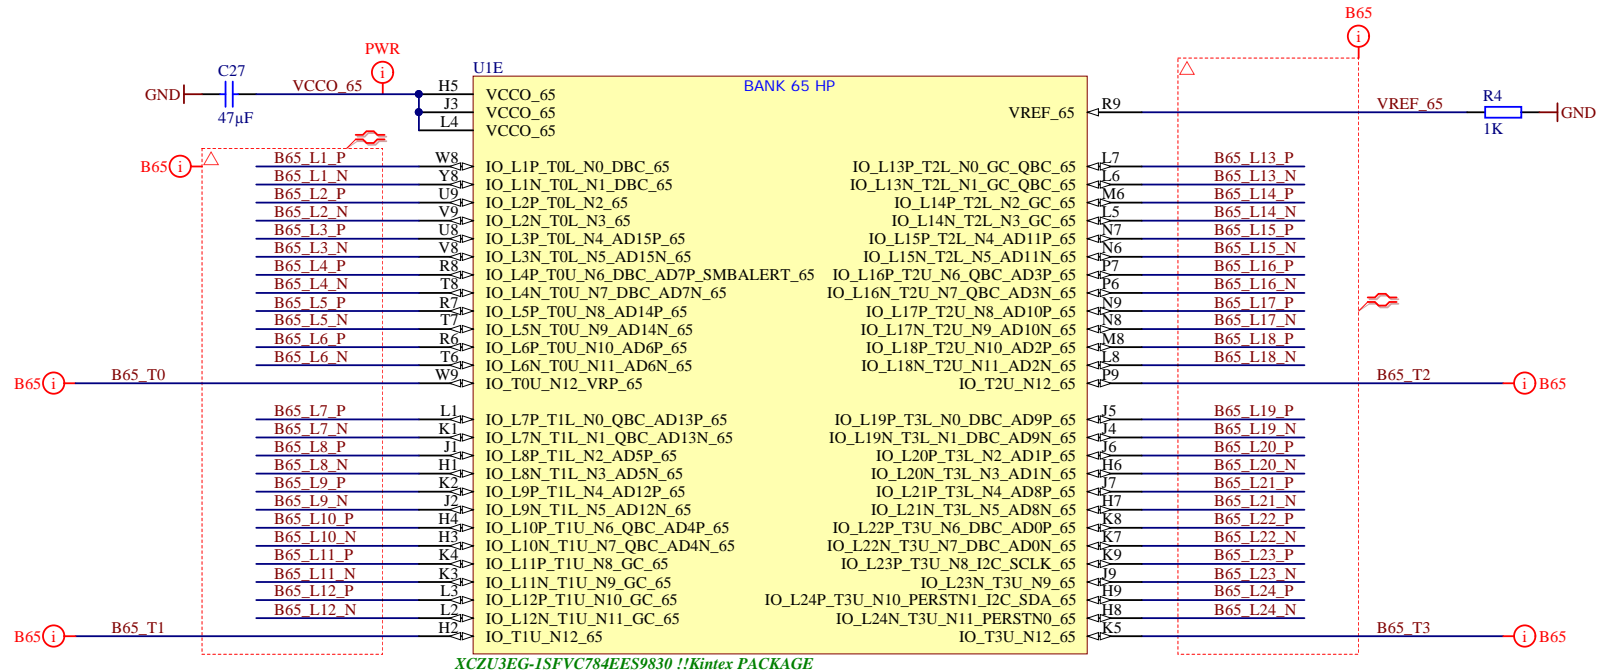 B65
PWR
U1E
C27
BANK 65 HP
GND VCCO_65 H5 VCCO_65
47µF
J3 VCCO_65
L4 VCCO_65
VREF_65 R9 VREF_65 R4 GND
1K
B65
B65_L1_P W8 IO_L1P_T0L_N0_DBC_65 IO_L13P_T2L_N0_GC_QBC_65 L7 B65_L13_P
B65_L1_N Y8 IO_L1N_T0L_N1_DBC_65 IO_L13N_T2L_N1_GC_QBC_65 L6 B65_L13_N
B65_L2_P U9 IO_L2P_T0L_N2_65 IO_L14P_T2L_N2_GC_65 M6 B65_L14_P
B65_L2_N V9 IO_L2N_T0L_N3_65 IO_L14N_T2L_N3_GC_65 L5 B65_L14_N
B65_L3_P U8 IO_L3P_T0L_N4_AD15P_65 IO_L15P_T2L_N4_AD11P_65 N7 B65_L15_P
B65_L3_N V8 IO_L3N_T0L_N5_AD15N_65 IO_L15N_T2L_N5_AD11N_65 N6 B65_L15_N
B65_L4_P R8 IO_L4P_T0U_N6_DBC_AD7P_SMBALERT_65 IO_L16P_T2U_N6_QBC_AD3P_65 P7 B65_L16_P
B65_L4_N T8 IO_L4N_T0U_N7_DBC_AD7N_65 IO_L16N_T2U_N7_QBC_AD3N_65 P6 B65_L16_N
B65_L5_P R7 IO_L5P_T0U_N8_AD14P_65 IO_L17P_T2U_N8_AD10P_65 N9 B65_L17_P
B65_L5_N T7 IO_L5N_T0U_N9_AD14N_65 IO_L17N_T2U_N9_AD10N_65 N8 B65_L17_N
B65_L6_P R6 IO_L6P_T0U_N10_AD6P_65 IO_L18P_T2U_N10_AD2P_65 M8 B65_L18_P
B65_L6_N T6 IO_L6N_T0U_N11_AD6N_65 IO_L18N_T2U_N11_AD2N_65 L8 B65_L18_N
B65 B65_T0 W9 IO_T0U_N12_VRP_65 IO_T2U_N12_65 P9 B65_T2 B65
B65_L7_P L1 IO_L7P_T1L_N0_QBC_AD13P_65 IO_L19P_T3L_N0_DBC_AD9P_65 J5 B65_L19_P
B65_L7_N K1 IO_L7N_T1L_N1_QBC_AD13N_65 IO_L19N_T3L_N1_DBC_AD9N_65 J4 B65_L19_N
B65_L8_P J1 IO_L8P_T1L_N2_AD5P_65 IO_L20P_T3L_N2_AD1P_65 J6 B65_L20_P
B65_L8_N H1 IO_L8N_T1L_N3_AD5N_65 IO_L20N_T3L_N3_AD1N_65 H6 B65_L20_N
B65_L9_P K2 IO_L9P_T1L_N4_AD12P_65 IO_L21P_T3L_N4_AD8P_65 J7 B65_L21_P
B65_L9_N J2 IO_L9N_T1L_N5_AD12N_65 IO_L21N_T3L_N5_AD8N_65 H7 B65_L21_N
B65_L10_P H4 IO_L10P_T1U_N6_QBC_AD4P_65 IO_L22P_T3U_N6_DBC_AD0P_65 K8 B65_L22_P
B65_L10_N H3 IO_L10N_T1U_N7_QBC_AD4N_65 IO_L22N_T3U_N7_DBC_AD0N_65 K7 B65_L22_N
B65_L11_P K4 IO_L11P_T1U_N8_GC_65 IO_L23P_T3U_N8_I2C_SCLK_65 K9 B65_L23_P
B65_L11_N K3 IO_L11N_T1U_N9_GC_65 IO_L23N_T3U_N9_65 J9 B65_L23_N
B65_L12_P L3 IO_L12P_T1U_N10_GC_65 IO_L24P_T3U_N10_PERSTN1_I2C_SDA_65 H9 B65_L24_P
B65_L12_N L2 IO_L12N_T1U_N11_GC_65 IO_L24N_T3U_N11_PERSTN0_65 H8 B65_L24_N
B65 B65_T1 H2 IO_T1U_N12_65 IO_T3U_N12_65 K5 B65_T3 B65
XCZU3EG-1SFVC784EES9830 !!Kintex PACKAGE